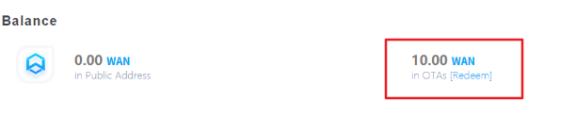 Balance
0.00 WAN
in Public Address
10.00 WAN
in OTAs [Redeem]